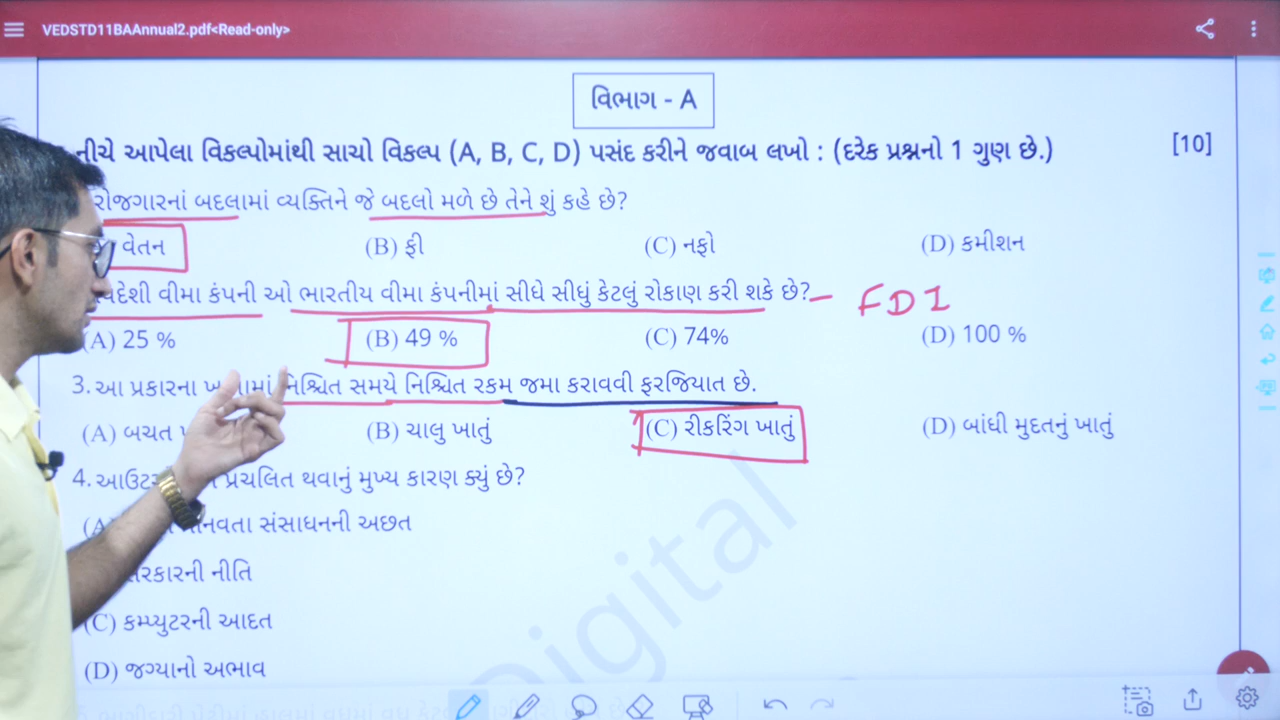 VEDSTD11BAAnnual2.pdf<Read-only>
વિભાગ - A
નીચે આપેલા વિકલ્પોમાંથી સાચો વિકલ્પ (A, B, C, D) પસંદ કરીને જવાબ લખો : (દરેક પ્રશ્નનો 1 ગુણ છે.) [10]
રોજગારનાં બદલામાં વ્યક્તિને જે બદલો મળે છે તેને શું કહે છે?
વેતન (B) ફી (C) નફો (D) કમીશન
વીમા કંપની ઓ ભારતીય વીમા કંપનીમાં સીધે સીધું કેટલું રોકાણ કરી શકે છે? - FDI
(A) 25 % (B) 49 % (C) 74% (D) 100 %
3. આ પ્રકારના નિશ્ચિત સમયે નિશ્ચિત રકમ જમા કરાવવી ફરજિયાત છે.
(A) બચત (B) ચાલુ ખાતું (C) રીકરિંગ ખાતું (D) બાંધી મુદતનું ખાતું
4. પ્રચલિત થવાનું મુખ્ય કારણ ક્યું છે?
સંસાધનની અછત
સરકારની નીતિ
(C) કમ્પ્યુટરની આદત
(D) જગ્યાનો અભાવ
Digital